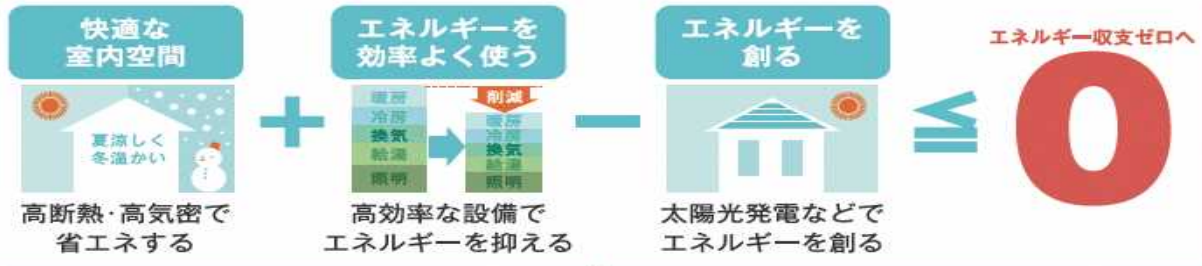 快適な
室内空間
夏涼しく
冬温かい
高断熱・高気密で
省エネする
+
エネルギーを
効率よく使う
暖房
冷房
換気
給湯
照明
削減
暖房
冷房
換気
給湯
照明
高効率な設備で
エネルギーを抑える
−
エネルギーを
創る
太陽光発電などで
エネルギーを創る
≦
エネルギー収支ゼロへ
0